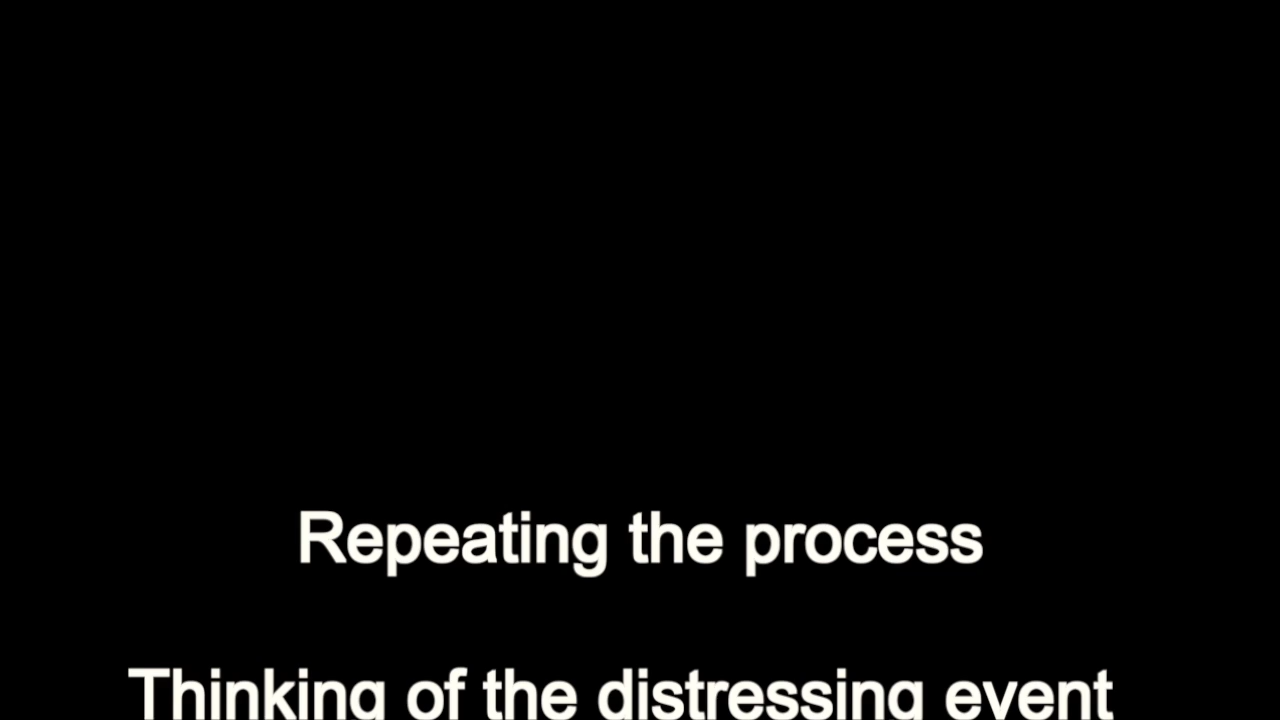 Repeating the process
Thinking of the distressing event